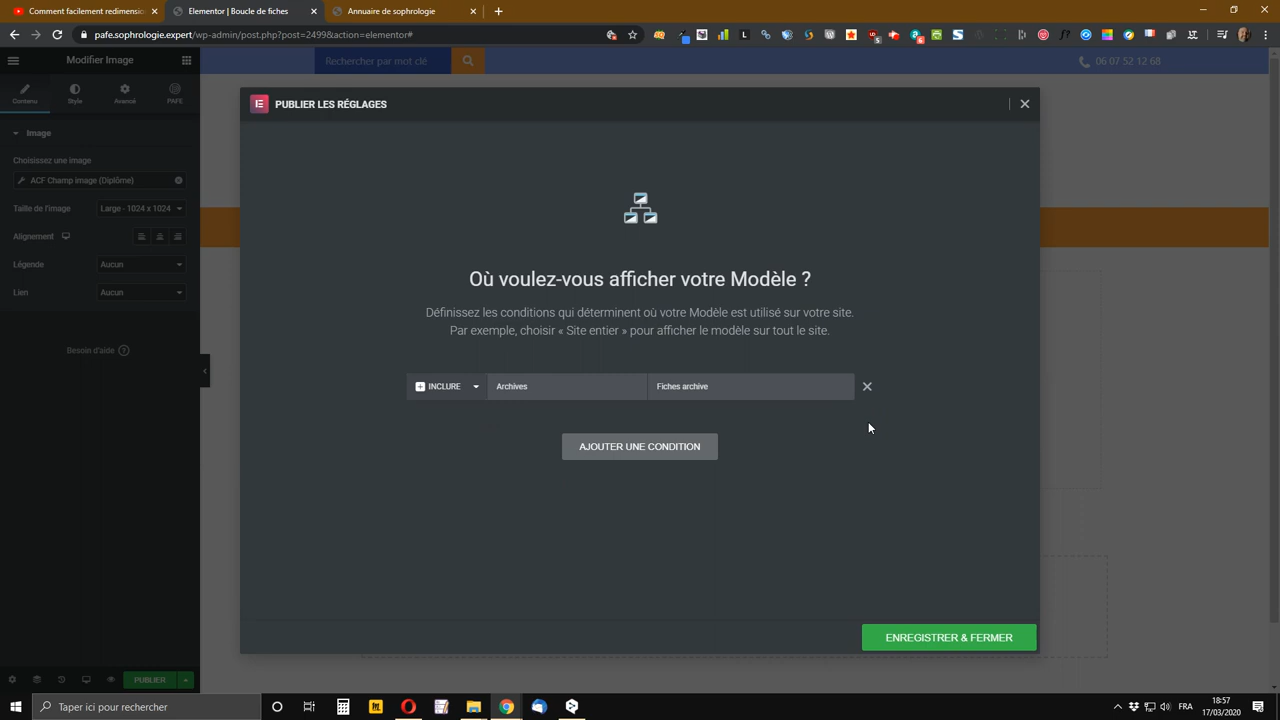 Comment facilement redimensio
Elementor | fiches
Annuaire de sophrologie
pafe.sophrologie.expert/wp-admin/post.php?post=2499&action=elementor#
Modifier Image
Rechercher par mot clé
06 07 52 12 68
Contenu
Style
Avancé
PAFE
PUBLIER LES RÉGLAGES
Image
Choisissez une image
ACF Champ image (Diplôme)
Taille de l'image
Large - 1024 x 1024
Alignement
Légende
Aucun
Lien
Aucun
Besoin d'aide
Où voulez-vous afficher votre Modèle ?
Définissez les conditions qui déterminent où votre Modèle est utilisé sur votre site.
Par exemple, choisir « Site entier » pour afficher le modèle sur tout le site.
INCLURE
Archives
Fiches archive
AJOUTER UNE CONDITION
ENREGISTRER & FERMER
PUBLIER
Taper ici pour rechercher
FRA
18:57
17/03/2020